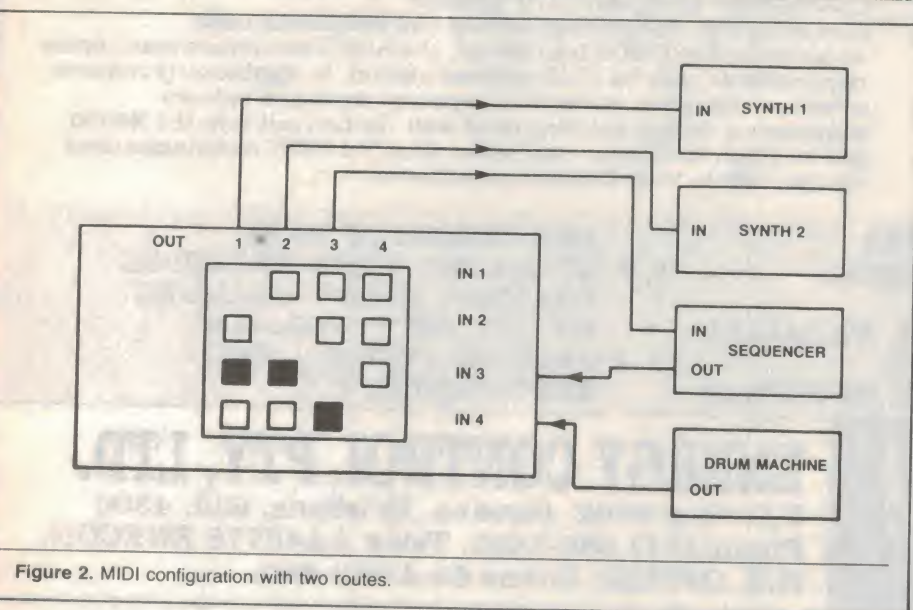 IN SYNTH 1
IN SYNTH 2
OUT 1 2 3 4
IN 1
IN 2
IN 3
IN 4
IN
SEQUENCER
OUT
DRUM MACHINE
OUT
Figure 2. MIDI configuration with two routes.